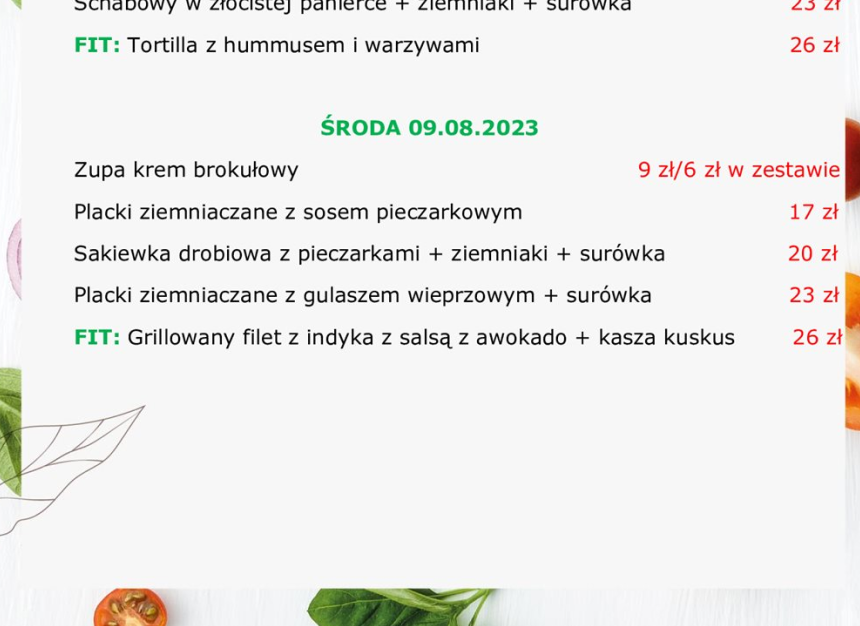 Schabowy w złocistej panierce + ziemniaki + surówka 23 zł
FIT: Tortilla z hummusem i warzywami 26 zł
ŚRODA 09.08.2023
Zupa krem brokułowy 9 zł/6 zł w zestawie
Placki ziemniaczane z sosem pieczarkowym 17 zł
Sakiewka drobiowa z pieczarkami + ziemniaki + surówka 20 zł
Placki ziemniaczane z gulaszem wieprzowym + surówka 23 zł
FIT: Grillowany filet z indyka z salsą z awokado + kasza kuskus 26 zł